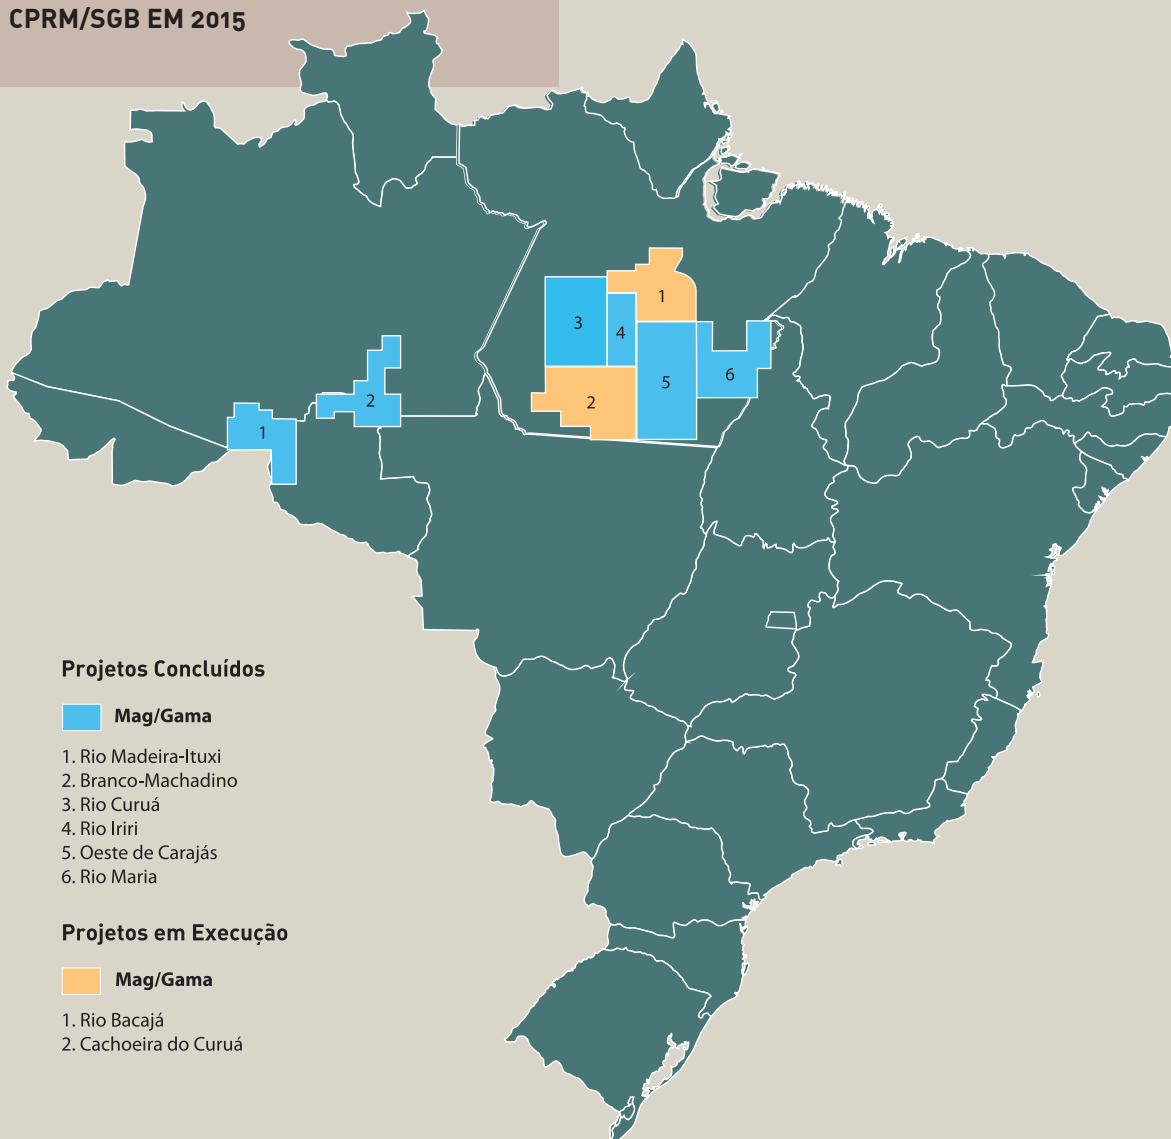 CPRM/SGB EM 2015
1
3
4
5
6
2
2
1
Projetos Concluídos
Mag/Gama
1. Rio Madeira-Ituxi
2. Branco-Machadino
3. Rio Curuá
4. Rio Iriri
5. Oeste de Carajás
6. Rio Maria
Projetos em Execução
Mag/Gama
1. Rio Bacajá
2. Cachoeira do Curuá